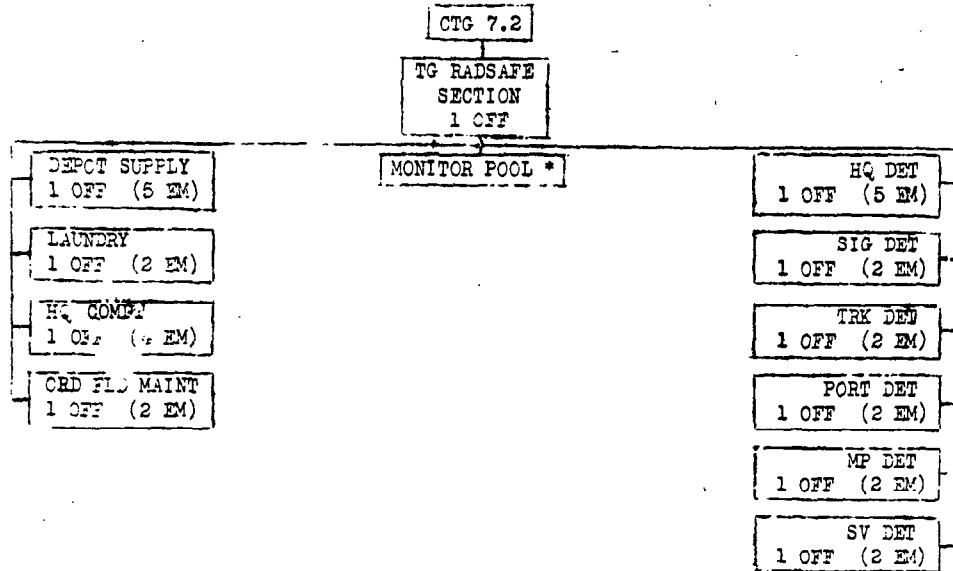 CTG 7.2
TG RADSAFE
SECTION
1 OFF
MONITOR POOL *
DEPOT SUPPLY
1 OFF (5 EM)
LAUNDRY
1 OFF (2 EM)
HQ
1 OFF ( EM)
ORD FLD MAINT
1 OFF (2 EM)
HQ DET
1 OFF (5 EM)
SIG DET
1 OFF (2 EM)
TRK DET
1 OFF (2 EM)
PORT DET
1 OFF (2 EM)
MP DET
1 OFF (2 EM)
SV DET
1 OFF (2 EM)